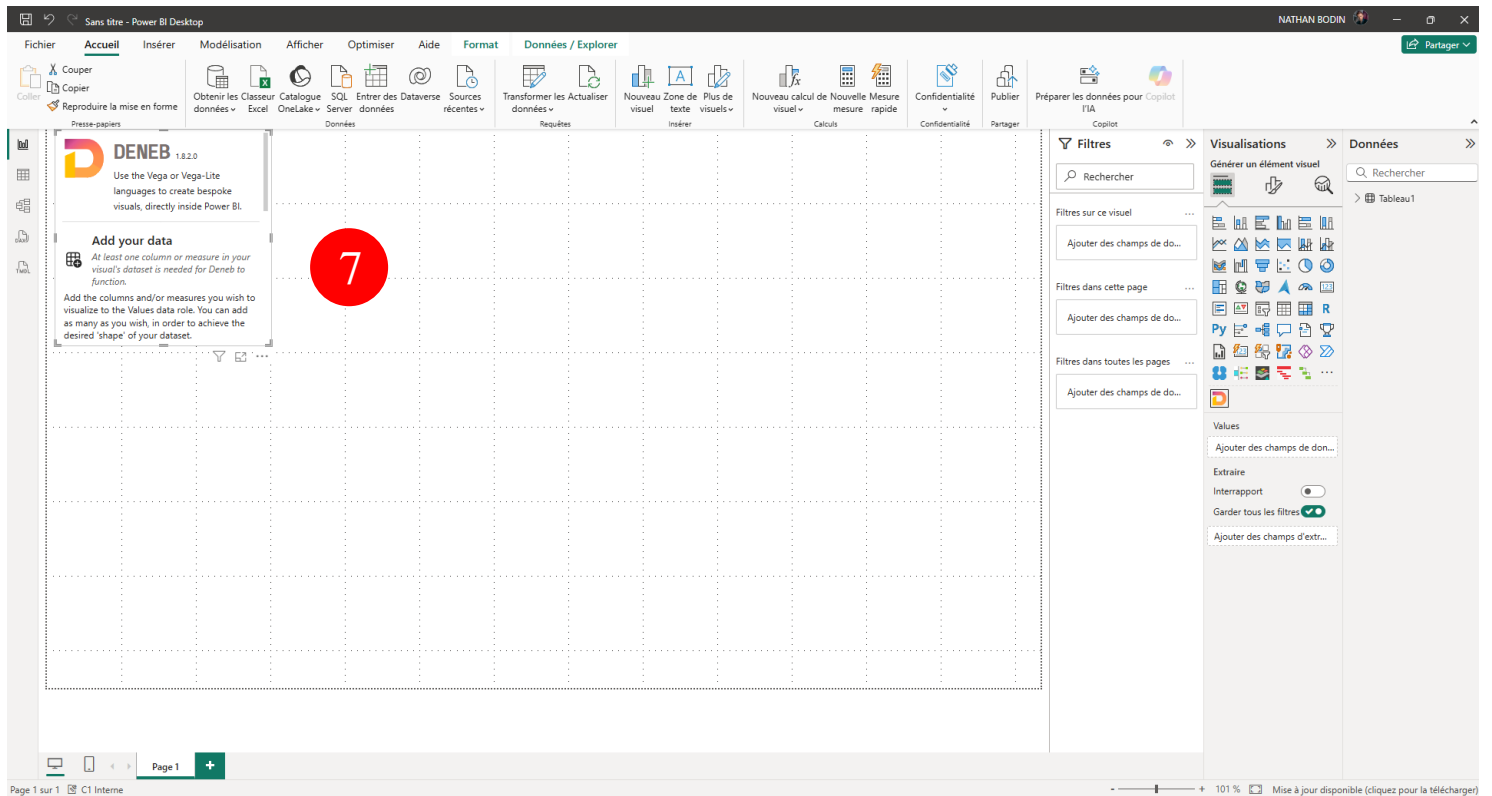 Sans titre - Power BI Desktop
NATHAN BODIN
Fichier Accueil Insérer Modélisation Afficher Optimiser Aide Format Données / Explorer
Partager
Coller
Couper
Copier
Reproduire la mise en forme
Presse-papiers
Obtenir les données
Classeur Excel
Catalogue OneLake
SQL Server
Entrer des données
Dataverse
Sources récentes
Données
Transformer les données
Actualiser
Requêtes
Nouveau visuel
Zone de texte
Plus de visuels
Insérer
Nouveau calcul de visuel
Nouvelle mesure
Mesure rapide
Calculs
Confidentialité
Confidentialité
Publier
Partager
Préparer les données pour l'IA
Copilot
Copilot
DAX
TMDL
DENEB 1.8.2.0
Use the Vega or Vega-Lite
languages to create bespoke
visuals, directly inside Power BI.
Add your data
At least one column or measure in your
visual's dataset is needed for Deneb to
function.
Add the columns and/or measures you wish to
visualize to the Values data role. You can add
as many as you wish, in order to achieve the
desired 'shape' of your dataset.
7
Filtres
Rechercher
Filtres sur ce visuel ...
Ajouter des champs de do...
Filtres dans cette page ...
Ajouter des champs de do...
Filtres dans toutes les pages ...
Ajouter des champs de do...
Visualisations
Générer un élément visuel
123
R
Py
...
Values
Ajouter des champs de don...
Extraire
Interrapport
Garder tous les filtres
Ajouter des champs d'extr...
Données
Rechercher
Tableau1
Page 1
+
Page 1 sur 1
C1 Interne
- + 101 %
Mise à jour disponible (cliquez pour la télécharger)